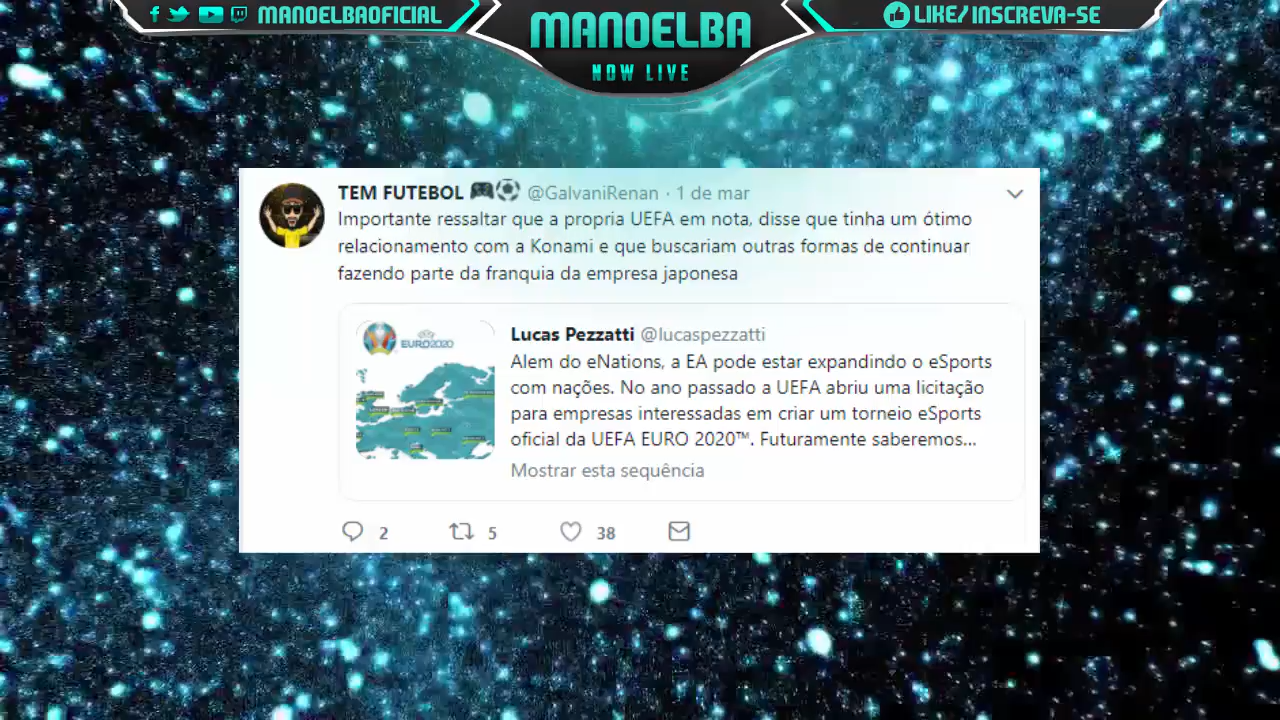 MANOELBAOFICIAL
MANOELBA
NOW LIVE
LIKE/INSCREVA-SE
TEM FUTEBOL 🎮⚽ @GalvaniRenan · 1 de mar
Importante ressaltar que a propria UEFA em nota, disse que tinha um ótimo
relacionamento com a Konami e que buscariam outras formas de continuar
fazendo parte da franquia da empresa japonesa
UEFA
EURO2020
Lucas Pezzatti @lucaspezzatti
Alem do eNations, a EA pode estar expandindo o eSports
com nações. No ano passado a UEFA abriu uma licitação
para empresas interessadas em criar um torneio eSports
oficial da UEFA EURO 2020™. Futuramente saberemos...
Mostrar esta sequência
2 5 38